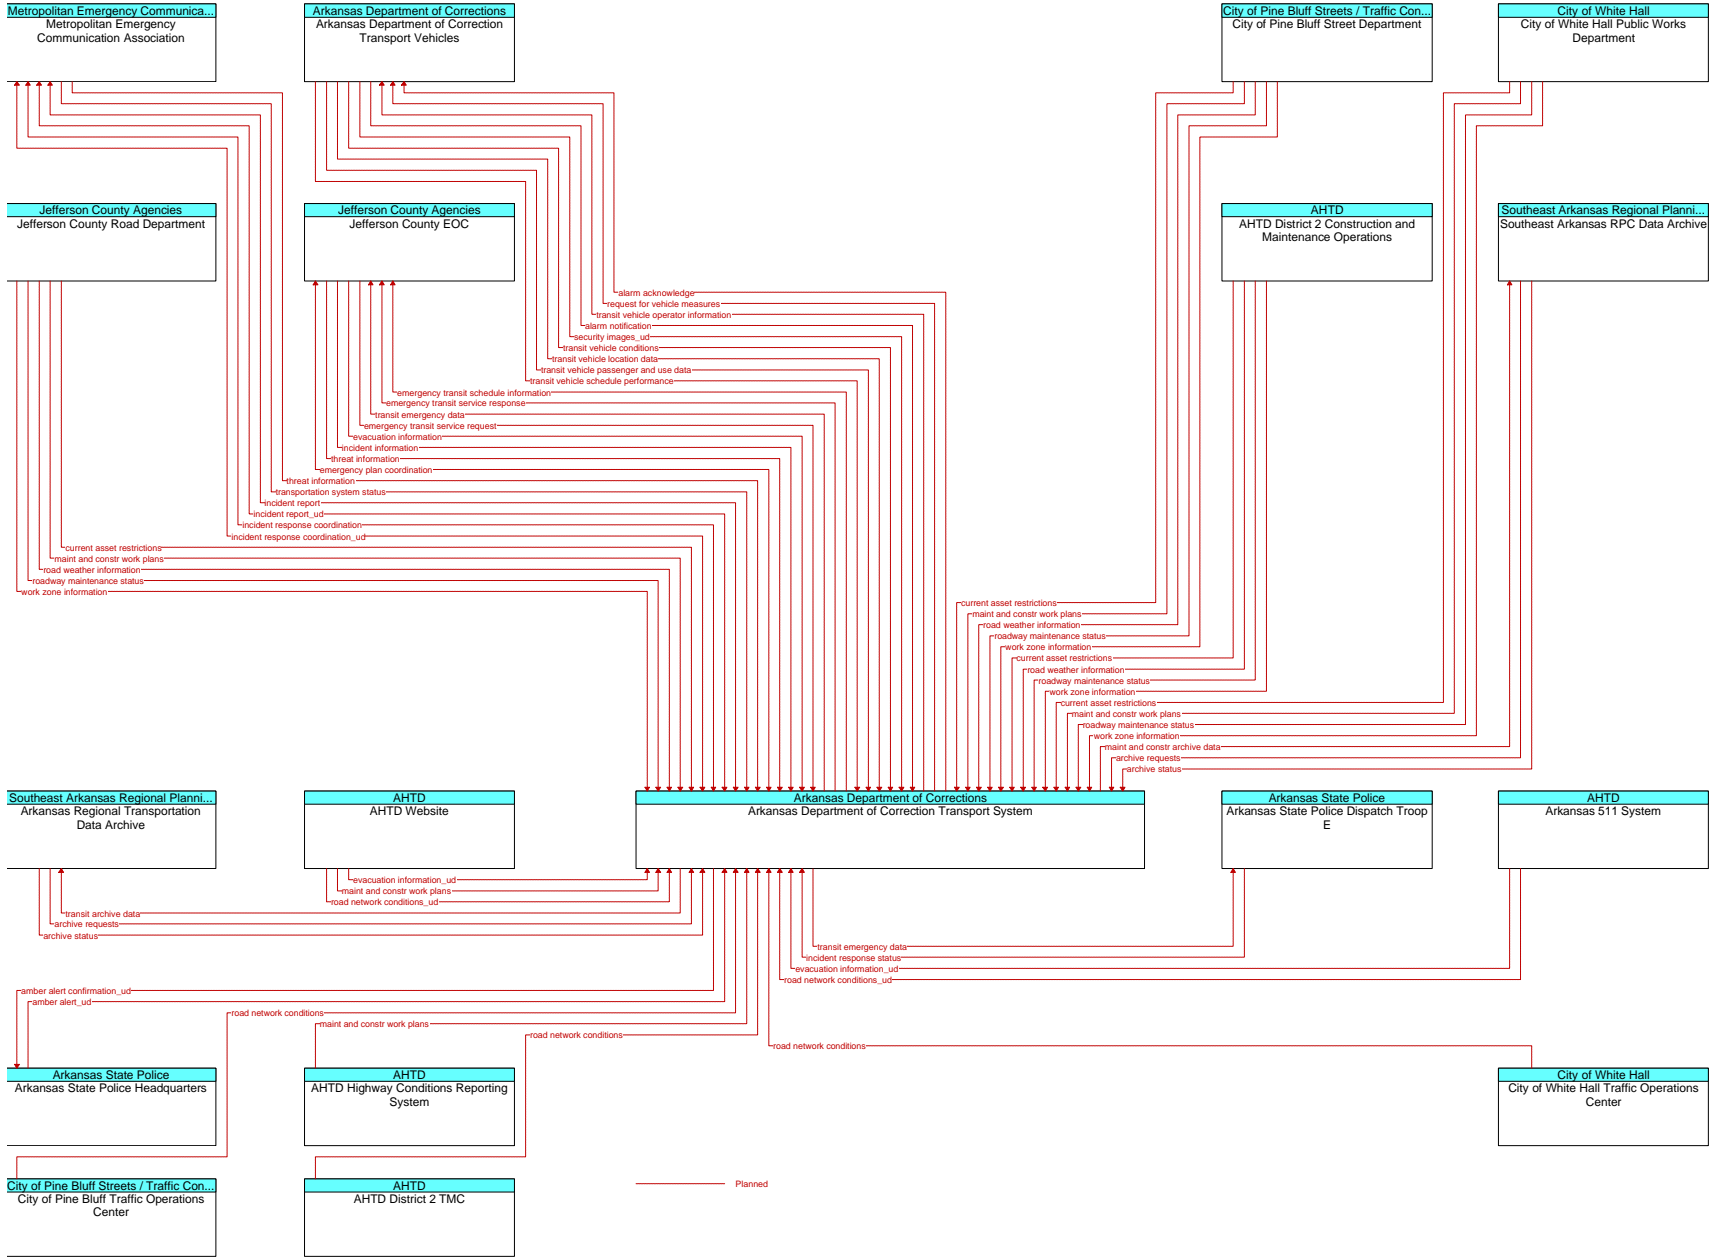 Metropolitan Emergency Communica...
Metropolitan Emergency
Communication Association
Arkansas Department of Corrections
Arkansas Department of Correction
Transport Vehicles
City of Pine Bluff Streets / Traffic Con...
City of Pine Bluff Street Department
City of White Hall
City of White Hall Public Works
Department
Jefferson County Agencies
Jefferson County Road Department
Jefferson County Agencies
Jefferson County EOC
AHTD
AHTD District 2 Construction and
Maintenance Operations
Southeast Arkansas Regional Planni...
Southeast Arkansas RPC Data Archive
alarm acknowledge
request for vehicle measures
transit vehicle operator information
alarm notification
security images_ud
transit vehicle conditions
transit vehicle location data
transit vehicle passenger and use data
transit vehicle schedule performance
emergency transit schedule information
emergency transit service response
transit emergency data
emergency transit service request
evacuation information
incident information
threat information
emergency plan coordination
threat information
transportation system status
incident report
incident report_ud
incident response coordination
incident response coordination_ud
current asset restrictions
maint and constr work plans
road weather information
roadway maintenance status
work zone information
current asset restrictions
maint and constr work plans
road weather information
roadway maintenance status
work zone information
current asset restrictions
road weather information
roadway maintenance status
work zone information
current asset restrictions
maint and constr work plans
roadway maintenance status
work zone information
maint and constr archive data
archive requests
archive status
Southeast Arkansas Regional Planni...
Arkansas Regional Transportation
Data Archive
AHTD
AHTD Website
Arkansas Department of Corrections
Arkansas Department of Correction Transport System
Arkansas State Police
Arkansas State Police Dispatch Troop
E
AHTD
Arkansas 511 System
evacuation information_ud
maint and constr work plans
road network conditions_ud
transit archive data
archive requests
archive status
transit emergency data
incident response status
evacuation information_ud
road network conditions_ud
amber alert confirmation_ud
amber alert_ud
road network conditions
maint and constr work plans
road network conditions
road network conditions
Arkansas State Police
Arkansas State Police Headquarters
AHTD
AHTD Highway Conditions Reporting
System
City of White Hall
City of White Hall Traffic Operations
Center
City of Pine Bluff Streets / Traffic Con...
City of Pine Bluff Traffic Operations
Center
AHTD
AHTD District 2 TMC
Planned